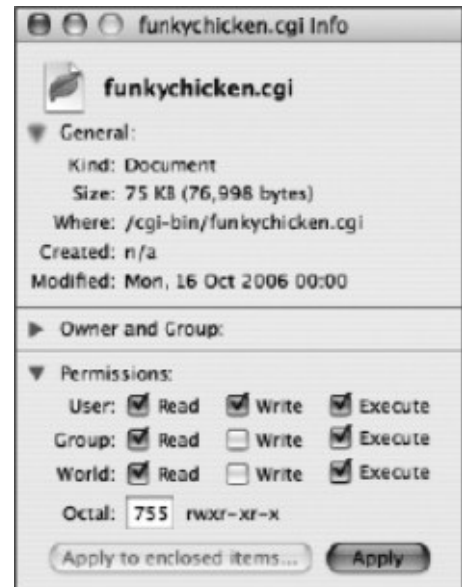 funkychicken.cgi Info
funkychicken.cgi
General:
Kind: Document
Size: 75 KB (76,998 bytes)
Where: /cgi-bin/funkychicken.cgi
Created: n/a
Modified: Mon, 16 Oct 2006 00:00
Owner and Group:
Permissions:
User: Read Write Execute
Group: Read Write Execute
World: Read Write Execute
Octal: 755 rwxr-xr-x
Apply to enclosed items... Apply